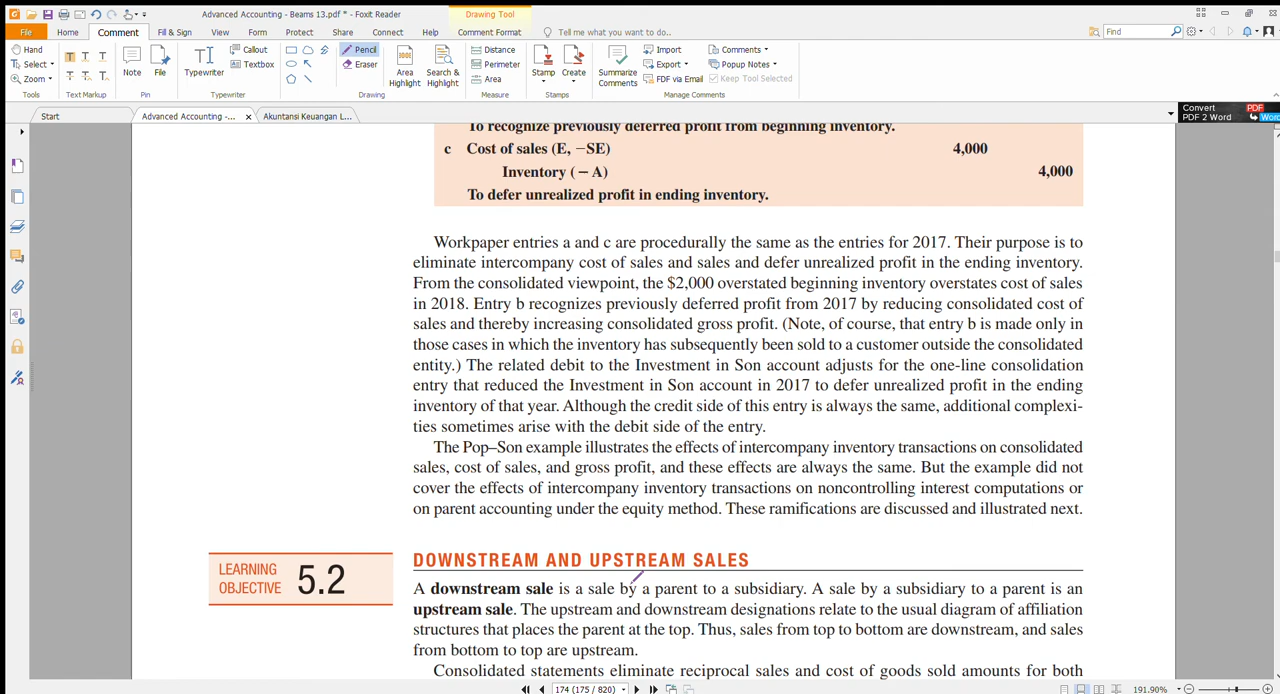 Advanced Accounting - Beams 13.pdf * - Foxit Reader
Drawing Tool
File Home Comment Fill & Sign View Form Protect Share Connect Help Comment Format Tell me what you want to do.. Find
Hand
Select
Zoom
Tools
Text Markup
Note
File
Pin
Typewriter
Callout
Textbox
Typewriter
Pencil
Eraser
Area Highlight
Search & Highlight
Drawing
Distance
Perimeter
Area
Measure
Stamp
Create
Stamps
Summarize Comments
Import
Export
FDF via Email
Comments
Popup Notes
Keep Tool Selected
Manage Comments
Start Advanced Accounting -... Akuntansi Keuangan L...
Convert PDF
PDF 2 Word Word
To recognize previously deferred profit from beginning inventory.
c Cost of sales (E, −SE) 4,000
Inventory (− A) 4,000
To defer unrealized profit in ending inventory.
Workpaper entries a and c are procedurally the same as the entries for 2017. Their purpose is to
eliminate intercompany cost of sales and sales and defer unrealized profit in the ending inventory.
From the consolidated viewpoint, the $2,000 overstated beginning inventory overstates cost of sales
in 2018. Entry b recognizes previously deferred profit from 2017 by reducing consolidated cost of
sales and thereby increasing consolidated gross profit. (Note, of course, that entry b is made only in
those cases in which the inventory has subsequently been sold to a customer outside the consolidated
entity.) The related debit to the Investment in Son account adjusts for the one-line consolidation
entry that reduced the Investment in Son account in 2017 to defer unrealized profit in the ending
inventory of that year. Although the credit side of this entry is always the same, additional complexi-
ties sometimes arise with the debit side of the entry.
The Pop–Son example illustrates the effects of intercompany inventory transactions on consolidated
sales, cost of sales, and gross profit, and these effects are always the same. But the example did not
cover the effects of intercompany inventory transactions on noncontrolling interest computations or
on parent accounting under the equity method. These ramifications are discussed and illustrated next.
LEARNING
OBJECTIVE 5.2
DOWNSTREAM AND UPSTREAM SALES
A downstream sale is a sale by a parent to a subsidiary. A sale by a subsidiary to a parent is an
upstream sale. The upstream and downstream designations relate to the usual diagram of affiliation
structures that places the parent at the top. Thus, sales from top to bottom are downstream, and sales
from bottom to top are upstream.
Consolidated statements eliminate reciprocal sales and cost of goods sold amounts for both
174 (175 / 820) 191.90%